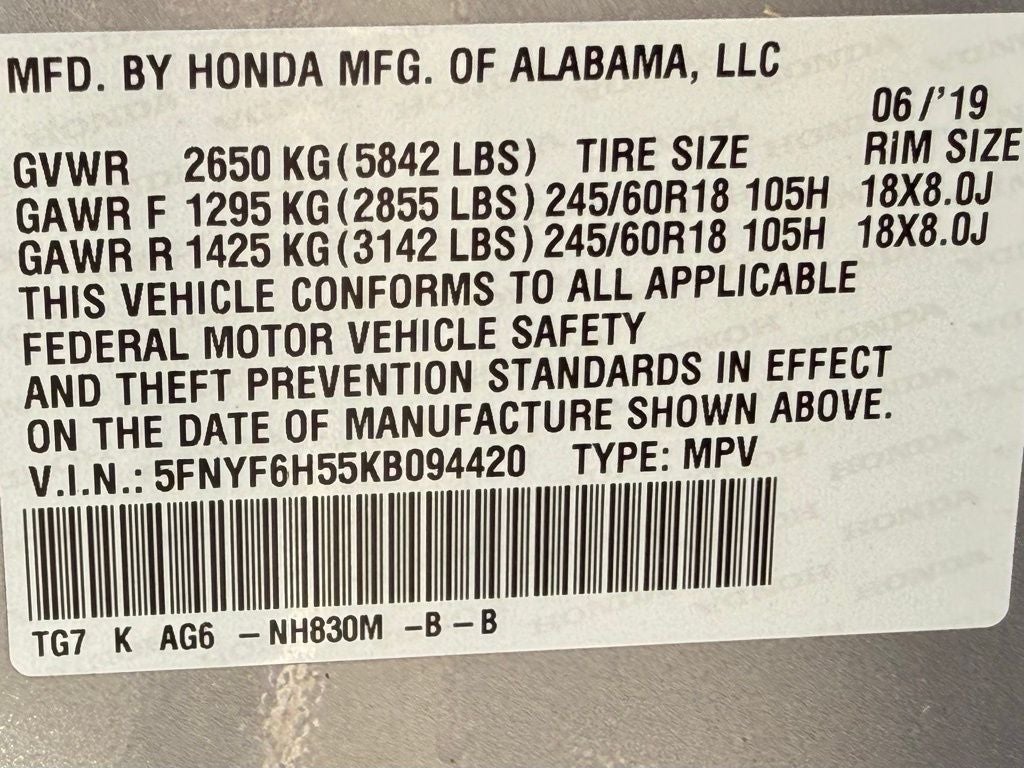 MFD. BY HONDA MFG. OF ALABAMA, LLC
06/'19
GVWR 2650 KG(5842 LBS) TIRE SIZE RIM SIZE
GAWR F 1295 KG(2855 LBS) 245/60R18 105H 18X8.0J
GAWR R 1425 KG(3142 LBS) 245/60R18 105H 18X8.0J
THIS VEHICLE CONFORMS TO ALL APPLICABLE
FEDERAL MOTOR VEHICLE SAFETY
AND THEFT PREVENTION STANDARDS IN EFFECT
ON THE DATE OF MANUFACTURE SHOWN ABOVE.
V.I.N.: 5FNYF6H55KB094420 TYPE: MPV
TG7 K AG6 – NH830M –B – B